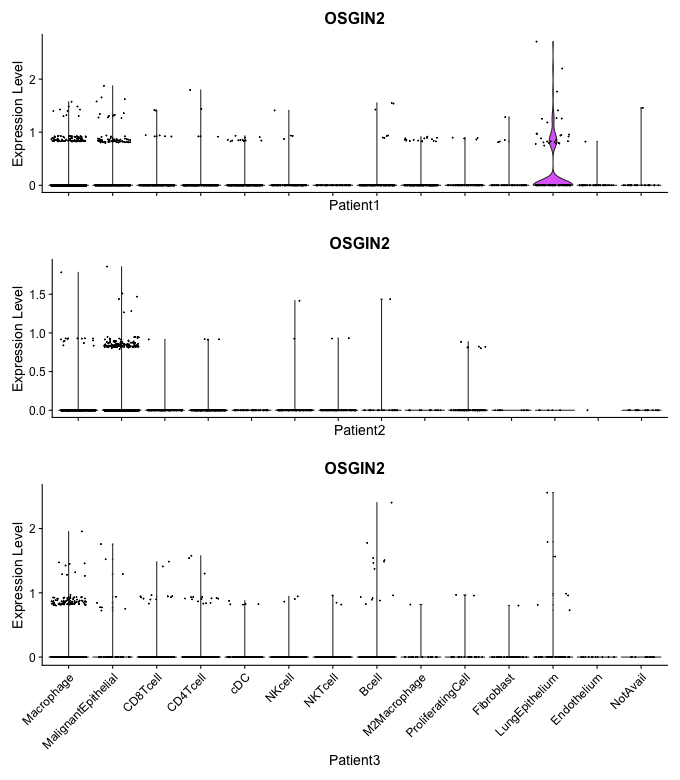 OSGIN2
Expression Level
2
1
0
Patient1
OSGIN2
Expression Level
1.5
1.0
0.5
0.0
Patient2
OSGIN2
Expression Level
2
1
0
Macrophage
MalignantEpithelial
CD8Tcell
CD4Tcell
cDC
NKcell
NKTcell
Bcell
M2Macrophage
ProliferatingCell
Fibroblast
LungEpithelium
Endothelium
NotAvail
Patient3